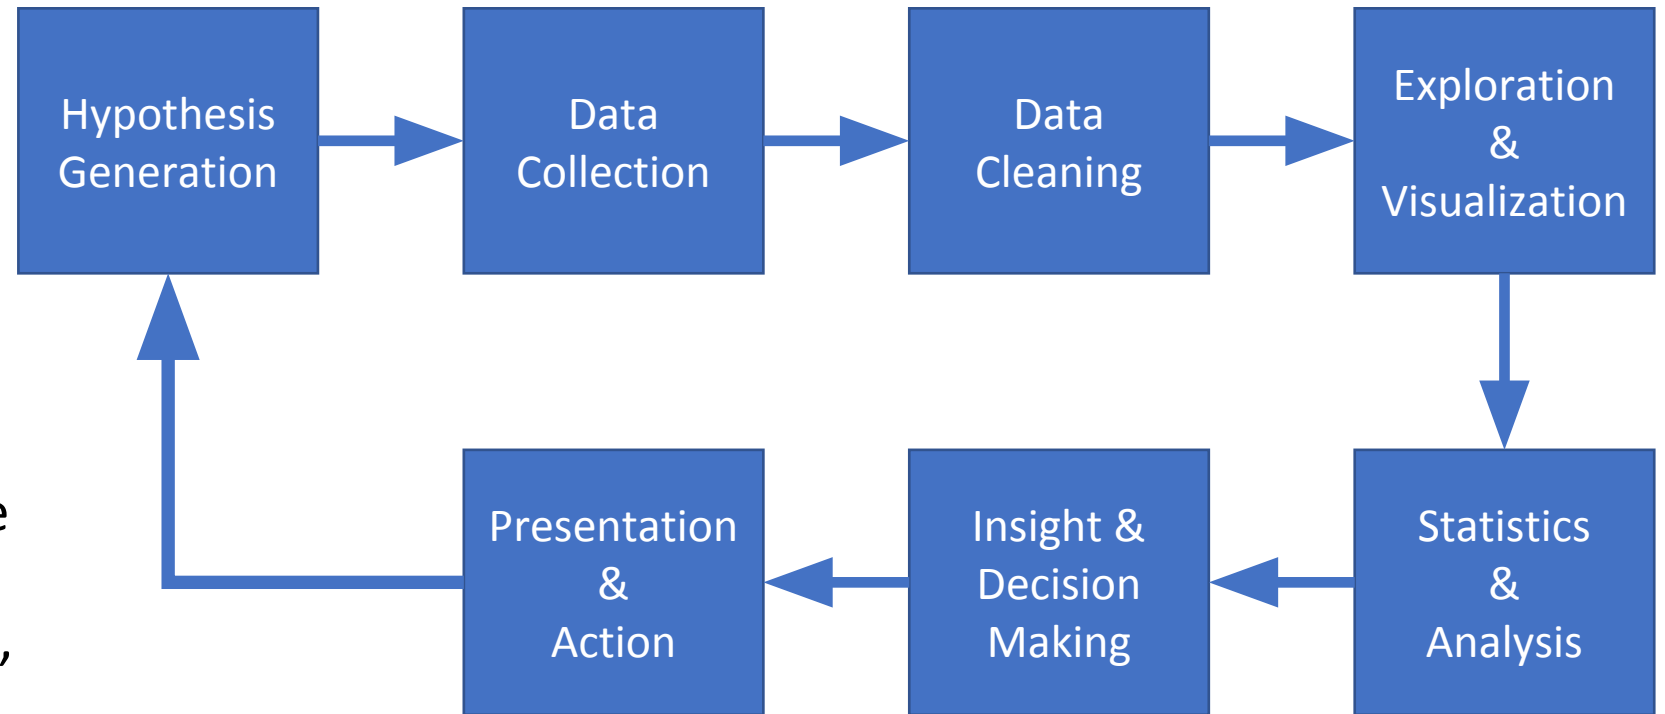 Hypothesis
Generation
Data
Collection
Data
Cleaning
Exploration
&
Visualization
Statistics
&
Analysis
Insight &
Decision
Making
Presentation
&
Action
e
,